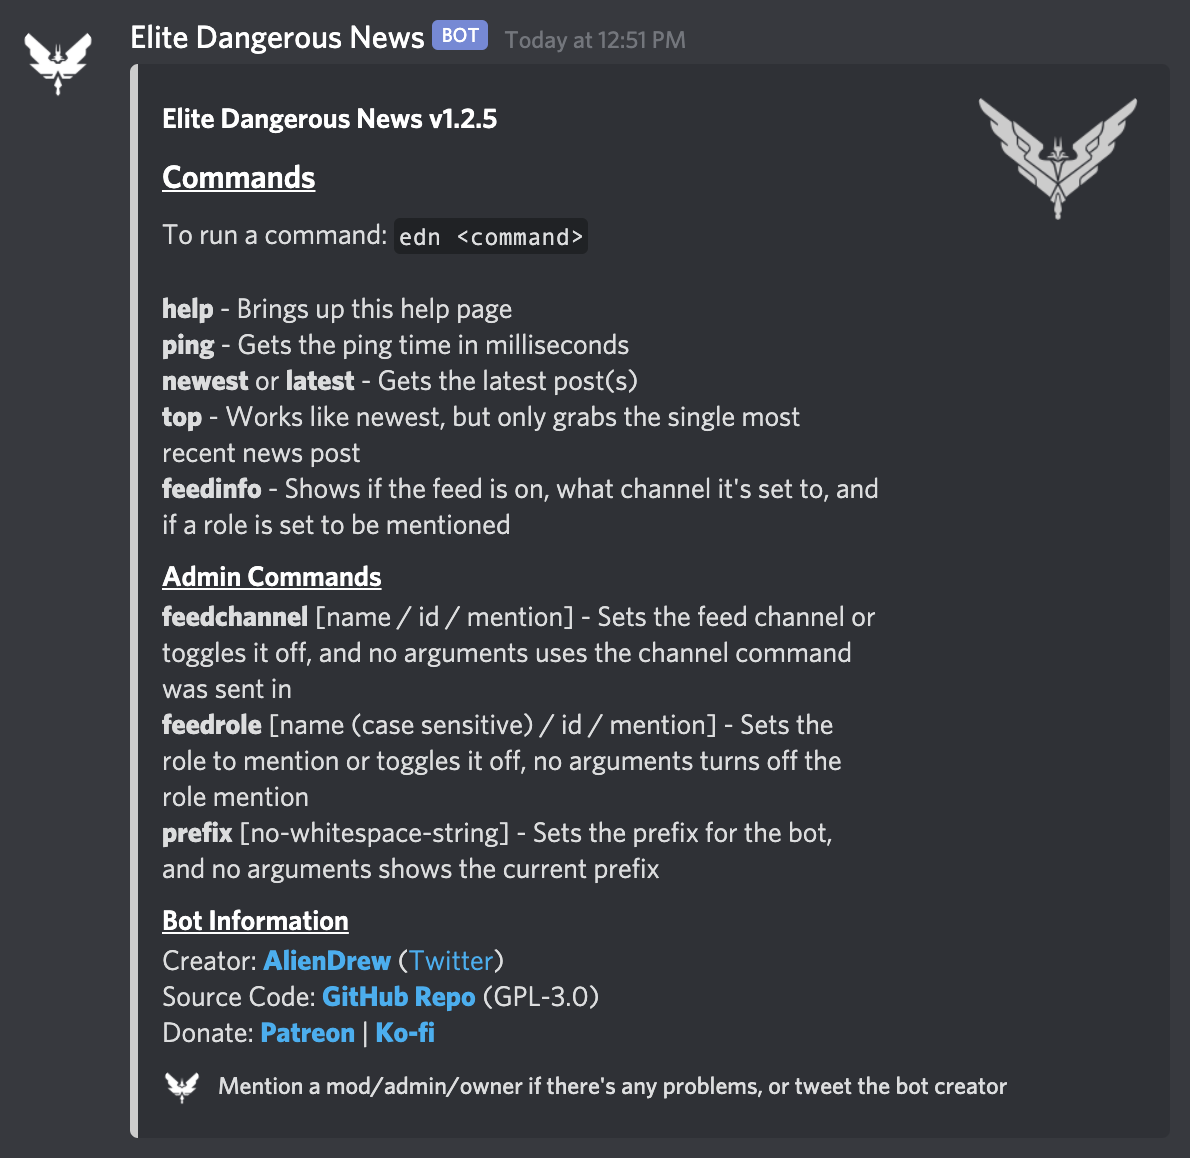 Elite Dangerous News BOT Today at 12:51 PM
Elite Dangerous News v1.2.5
Commands
To run a command: edn <command>
help - Brings up this help page
ping - Gets the ping time in milliseconds
newest or latest - Gets the latest post(s)
top - Works like newest, but only grabs the single most
recent news post
feedinfo - Shows if the feed is on, what channel it's set to, and
if a role is set to be mentioned
Admin Commands
feedchannel [name / id / mention] - Sets the feed channel or
toggles it off, and no arguments uses the channel command
was sent in
feedrole [name (case sensitive) / id / mention] - Sets the
role to mention or toggles it off, no arguments turns off the
role mention
prefix [no-whitespace-string] - Sets the prefix for the bot,
and no arguments shows the current prefix
Bot Information
Creator: AlienDrew (Twitter)
Source Code: GitHub Repo (GPL-3.0)
Donate: Patreon | Ko-fi
Mention a mod/admin/owner if there's any problems, or tweet the bot creator